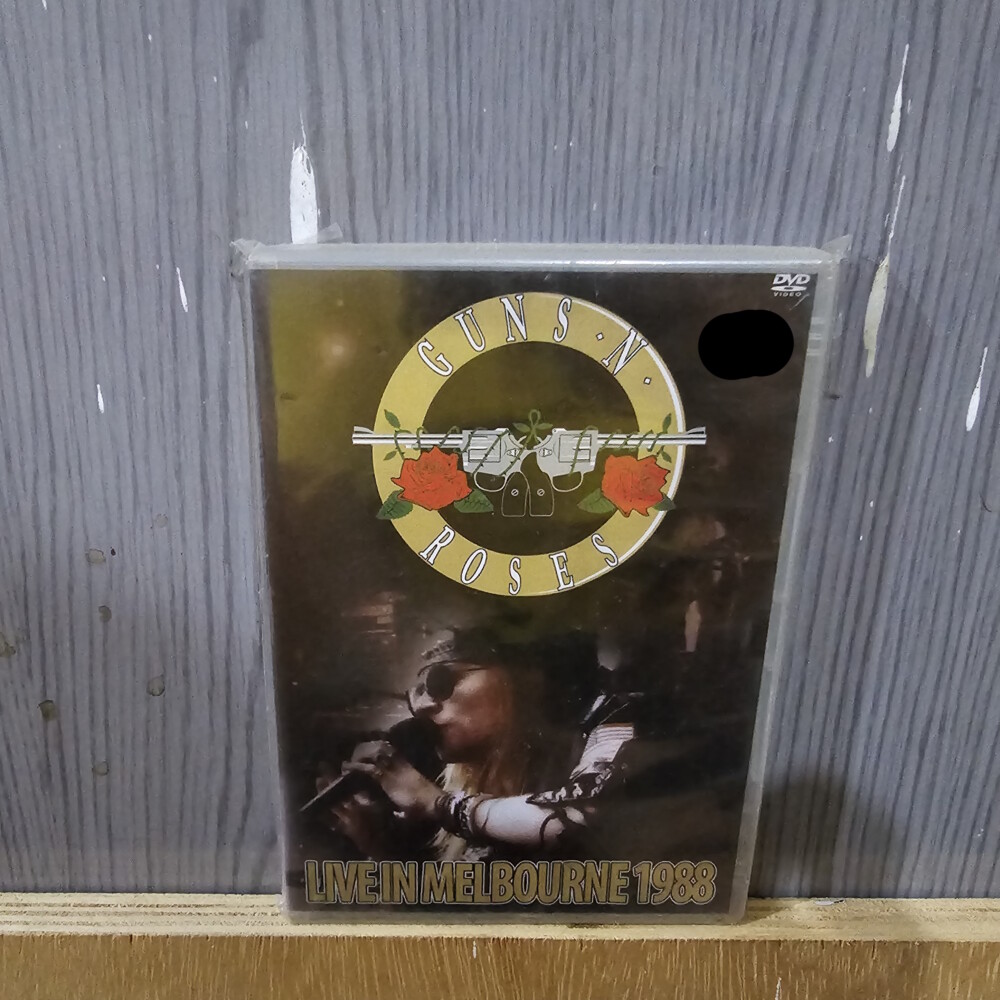 DVD
VIDEO
GUNS·N·
ROSES
LIVE IN MELBOURNE 1988